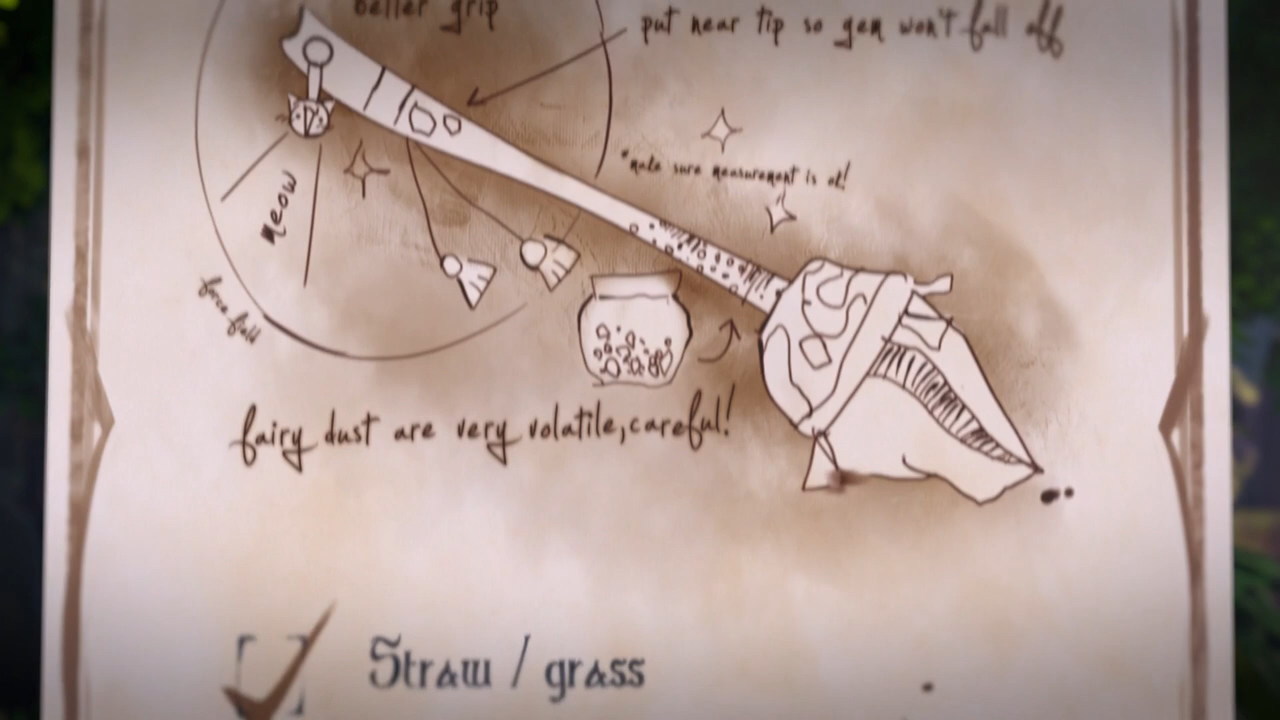 better grip
put near tip so gem won't fall off
*make sure measurement is ok!
meow
force field
fairy dust are very volatile, careful!
Straw / grass